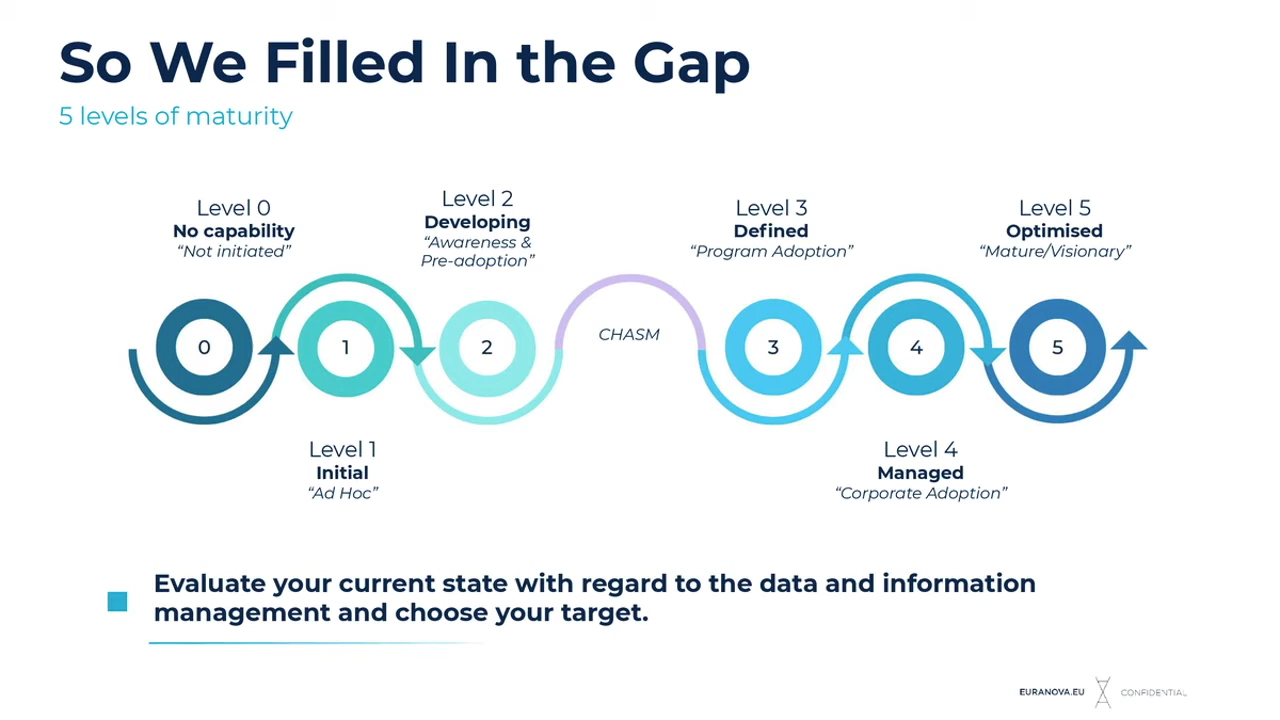 So We Filled In the Gap
5 levels of maturity
Level 0
No capability
“Not initiated”
Level 2
Developing
“Awareness &
Pre-adoption”
Level 3
Defined
“Program Adoption”
Level 5
Optimised
“Mature/Visionary”
0
1
2
CHASM
3
4
5
Level 1
Initial
“Ad Hoc”
Level 4
Managed
“Corporate Adoption”
Evaluate your current state with regard to the data and information
management and choose your target.
EURANOVA.EU
CONFIDENTIAL